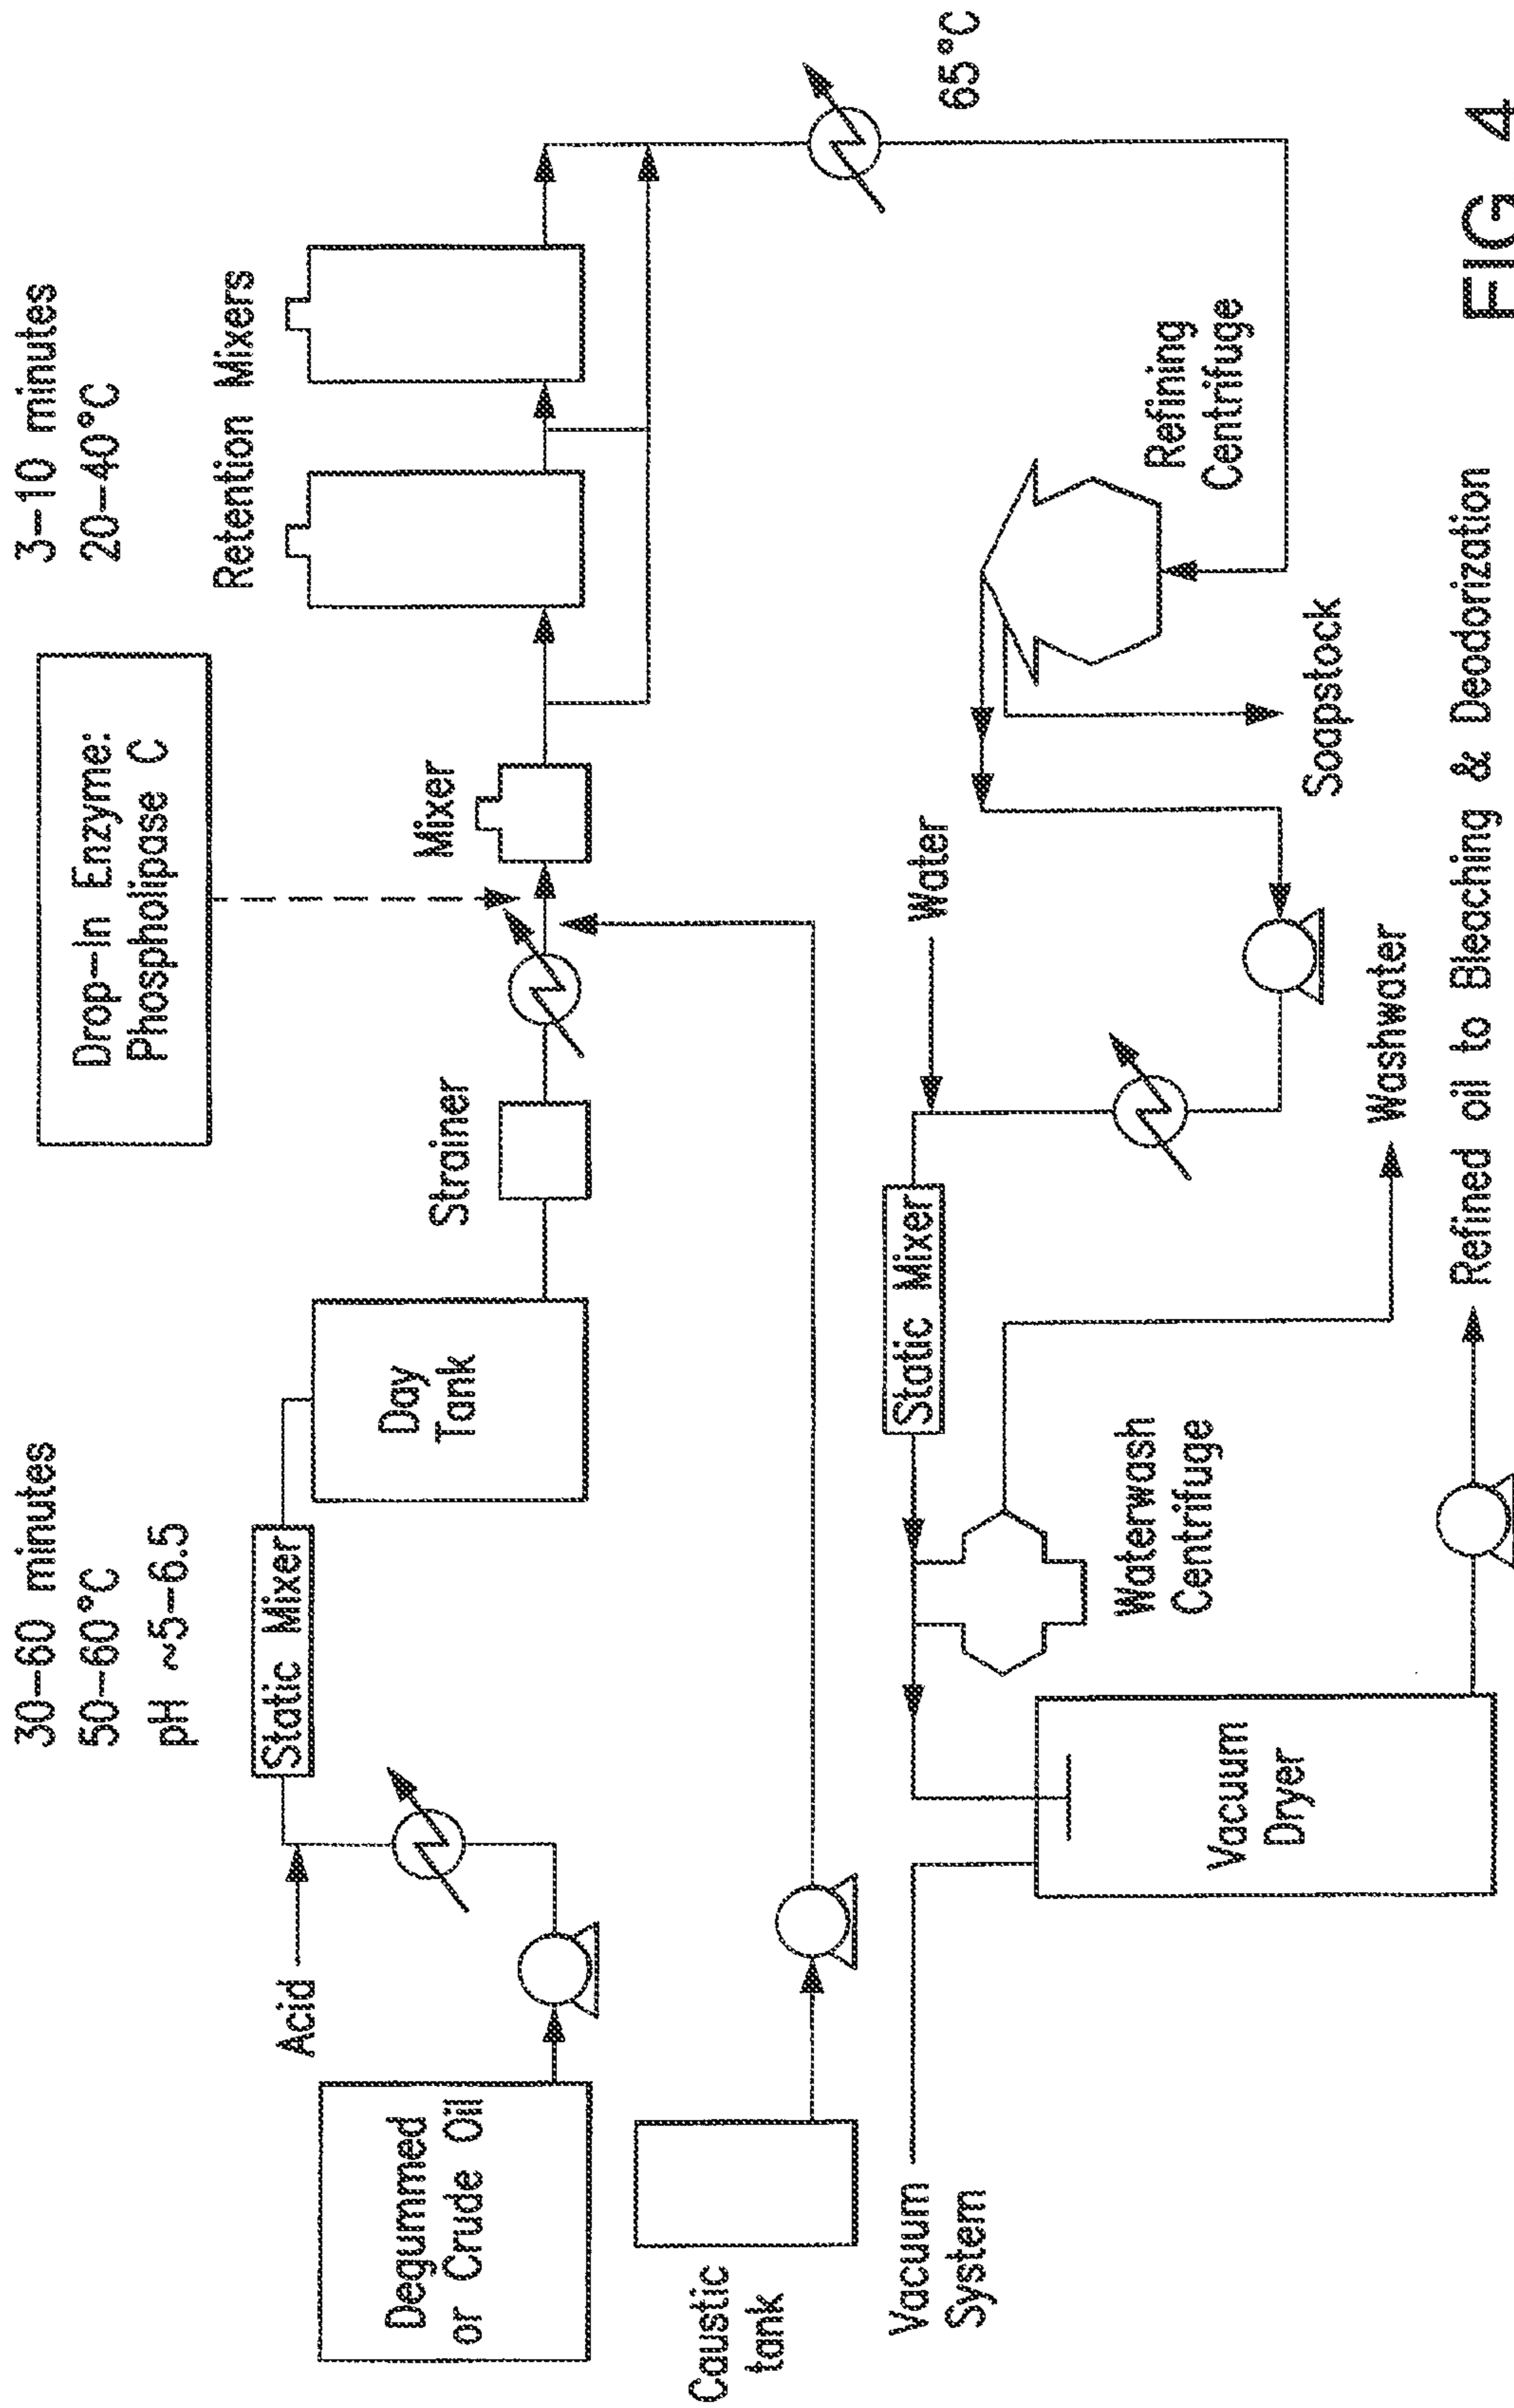 30-60 minutes
50-60°C
pH ~5-6.5
3-10 minutes
20-40°C
Drop-In Enzyme:
Phospholipase C
Acid
Static Mixer
Day
Tank
Strainer
Mixer
Retention Mixers
Degummed
or Crude Oil
Caustic
tank
65°C
Vacuum
System
Static Mixer
Water
Refining
Centrifuge
Waterwash
Centrifuge
Soapstock
Vacuum
Dryer
Washwater
Refined oil to Bleaching & Deodorization
FIG. 4